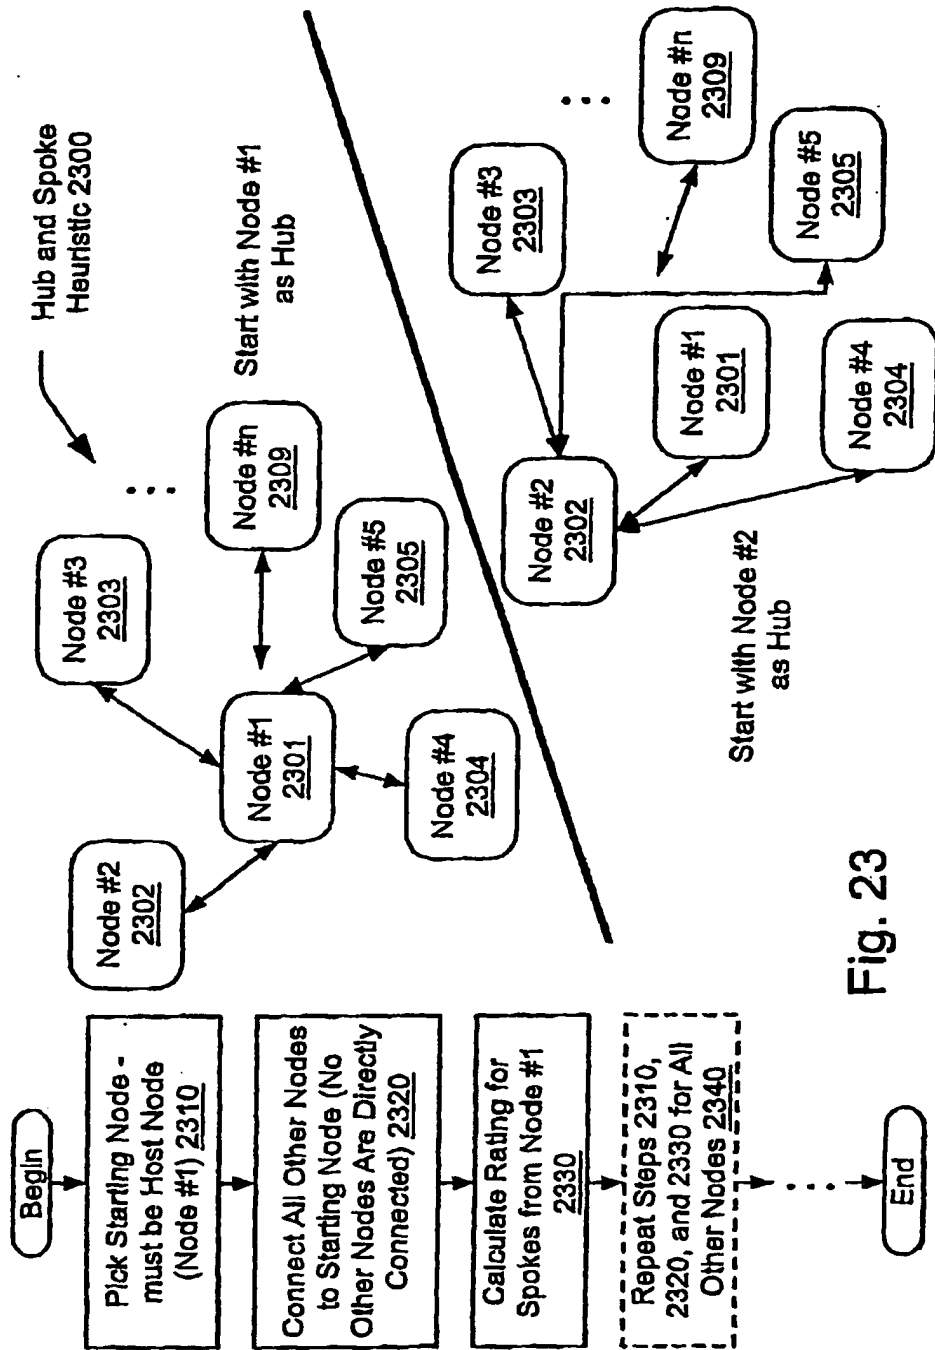 Begin
Pick Starting Node -
must be Host Node
(Node #1) 2310
Connect All Other Nodes
to Starting Node (No
Other Nodes Are Directly
Connected) 2320
Calculate Rating for
Spokes from Node #1
2330
Repeat Steps 2310,
2320, and 2330 for All
Other Nodes 2340
...
End
Hub and Spoke
Heuristic 2300
Node #2
2302
Node #3
2303
...
Node #1
2301
Node #n
2309
Node #4
2304
Node #5
2305
Start with Node #1
as Hub
Node #2
2302
Node #3
2303
...
Node #n
2309
Node #1
2301
Node #5
2305
Node #4
2304
Start with Node #2
as Hub
Fig. 23